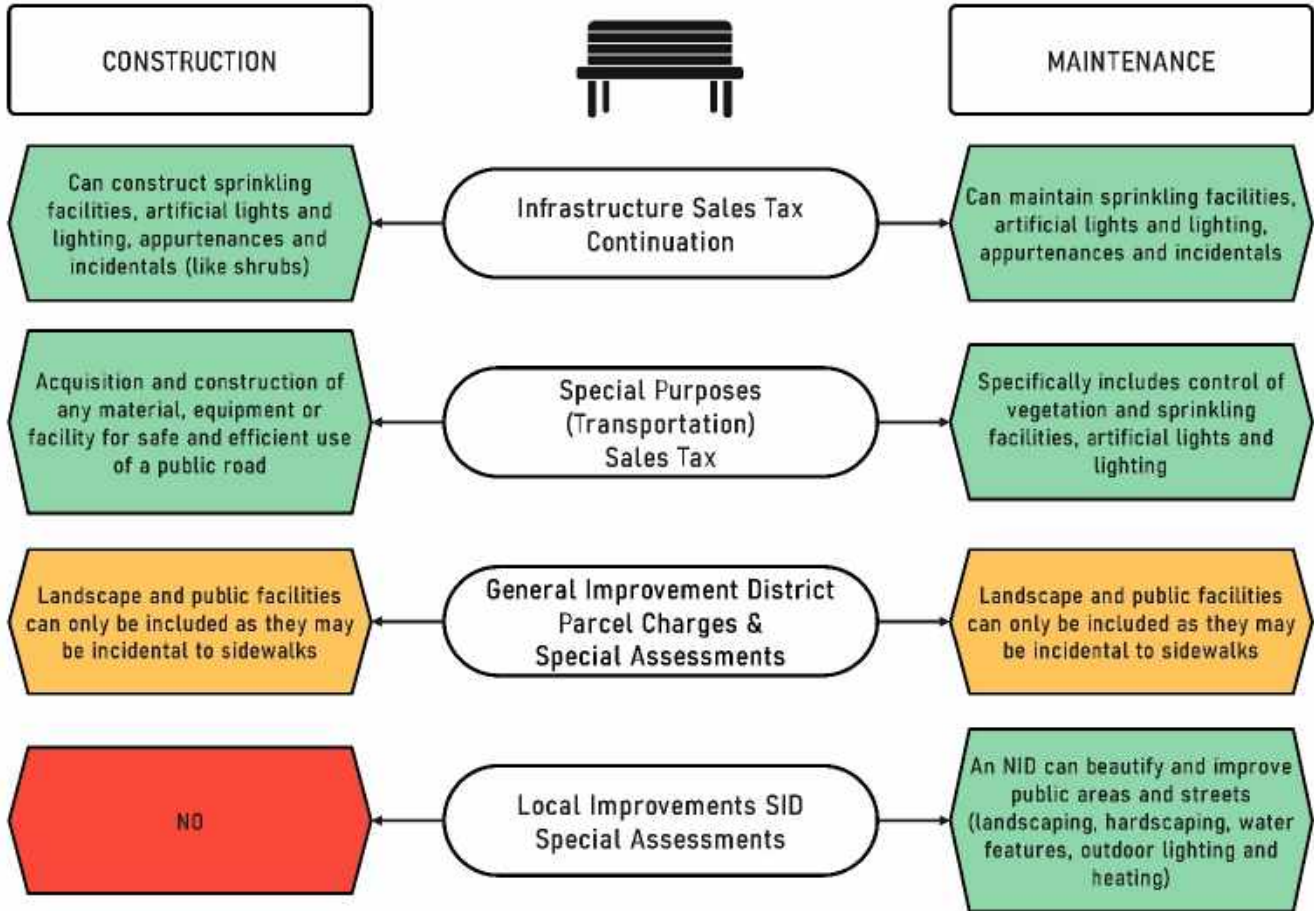 CONSTRUCTION
MAINTENANCE
Can construct sprinkling
facilities, artificial lights and
lighting, appurtenances and
incidentals (like shrubs)
Infrastructure Sales Tax
Continuation
Can maintain sprinkling facilities,
artificial lights and lighting,
appurtenances and incidentals
Acquisition and construction of
any material, equipment or
facility for safe and efficient use
of a public road
Special Purposes
(Transportation)
Sales Tax
Specifically includes control of
vegetation and sprinkling
facilities, artificial lights and
lighting
Landscape and public facilities
can only be included as they may
be incidental to sidewalks
General Improvement District
Parcel Charges &
Special Assessments
Landscape and public facilities
can only be included as they may
be incidental to sidewalks
NO
Local Improvements SID
Special Assessments
An NID can beautify and improve
public areas and streets
(landscaping, hardscaping, water
features, outdoor lighting and
heating)